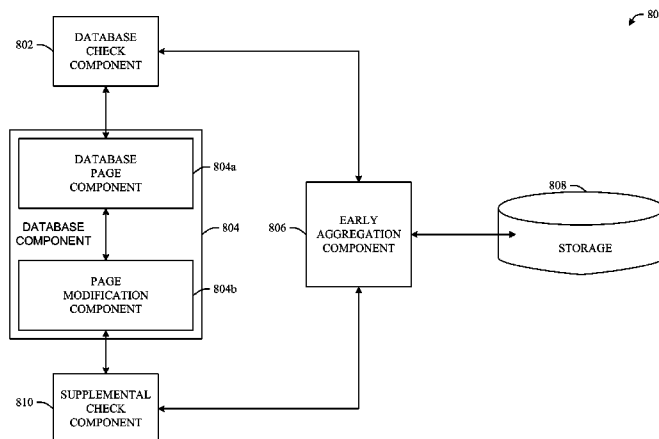 80
802
DATABASE
CHECK
COMPONENT
DATABASE
PAGE
COMPONENT
804a
DATABASE
COMPONENT
804
PAGE
MODIFICATION
COMPONENT
804b
806
EARLY
AGGREGATION
COMPONENT
808
STORAGE
810
SUPPLEMENTAL
CHECK
COMPONENT